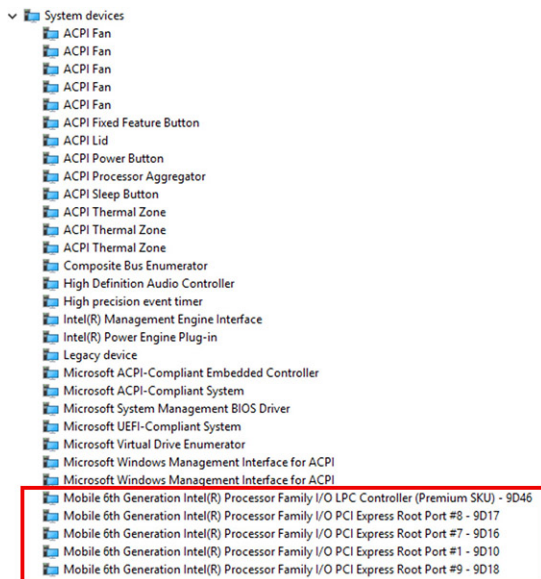 System devices
ACPI Fan
ACPI Fan
ACPI Fan
ACPI Fan
ACPI Fan
ACPI Fixed Feature Button
ACPI Lid
ACPI Power Button
ACPI Processor Aggregator
ACPI Sleep Button
ACPI Thermal Zone
ACPI Thermal Zone
ACPI Thermal Zone
Composite Bus Enumerator
High Definition Audio Controller
High precision event timer
Intel(R) Management Engine Interface
Intel(R) Power Engine Plug-in
Legacy device
Microsoft ACPI-Compliant Embedded Controller
Microsoft ACPI-Compliant System
Microsoft System Management BIOS Driver
Microsoft UEFI-Compliant System
Microsoft Virtual Drive Enumerator
Microsoft Windows Management Interface for ACPI
Microsoft Windows Management Interface for ACPI
Mobile 6th Generation Intel(R) Processor Family I/O LPC Controller (Premium SKU) - 9D46
Mobile 6th Generation Intel(R) Processor Family I/O PCI Express Root Port #8 - 9D17
Mobile 6th Generation Intel(R) Processor Family I/O PCI Express Root Port #7 - 9D16
Mobile 6th Generation Intel(R) Processor Family I/O PCI Express Root Port #1 - 9D10
Mobile 6th Generation Intel(R) Processor Family I/O PCI Express Root Port #9 - 9D18